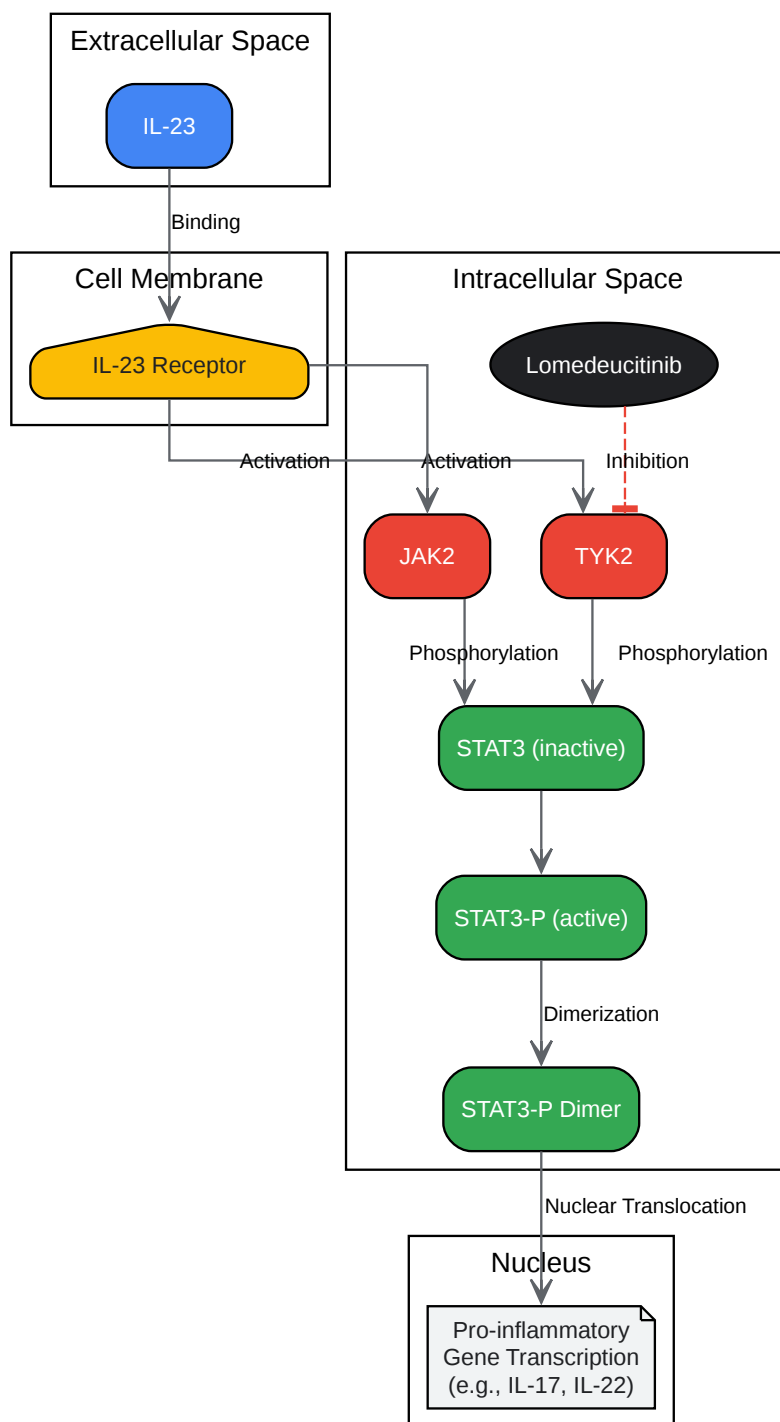 Extracellular Space
IL-23
Binding
Cell Membrane
IL-23 Receptor
Intracellular Space
Lomedeucitinib
Activation
Activation
Inhibition
JAK2
TYK2
Phosphorylation
Phosphorylation
STAT3 (inactive)
STAT3-P (active)
Dimerization
STAT3-P Dimer
Nuclear Translocation
Nucleus
Pro-inflammatory
Gene Transcription
(e.g., IL-17, IL-22)